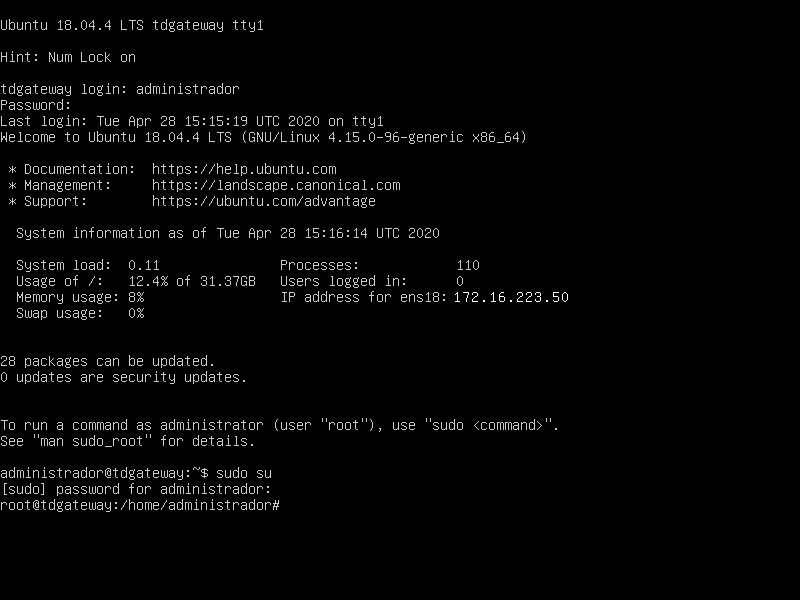 Ubuntu 18.04.4 LTS tdgateway tty1
Hint: Num Lock on
tdgateway login: administrador
Password:
Last login: Tue Apr 28 15:15:19 UTC 2020 on tty1
Welcome to Ubuntu 18.04.4 LTS (GNU/Linux 4.15.0-96-generic x86_64)
* Documentation:  https://help.ubuntu.com
* Management:     https://landscape.canonical.com
* Support:        https://ubuntu.com/advantage
System information as of Tue Apr 28 15:16:14 UTC 2020
System load:  0.11               Processes:            110
Usage of /:   12.4% of 31.37GB   Users logged in:      0
Memory usage: 8%                 IP address for ens18: 172.16.223.50
Swap usage:   0%
28 packages can be updated.
0 updates are security updates.
To run a command as administrator (user "root"), use "sudo <command>".
See "man sudo_root" for details.
administrador@tdgateway:~$ sudo su
[sudo] password for administrador:
root@tdgateway:/home/administrador#